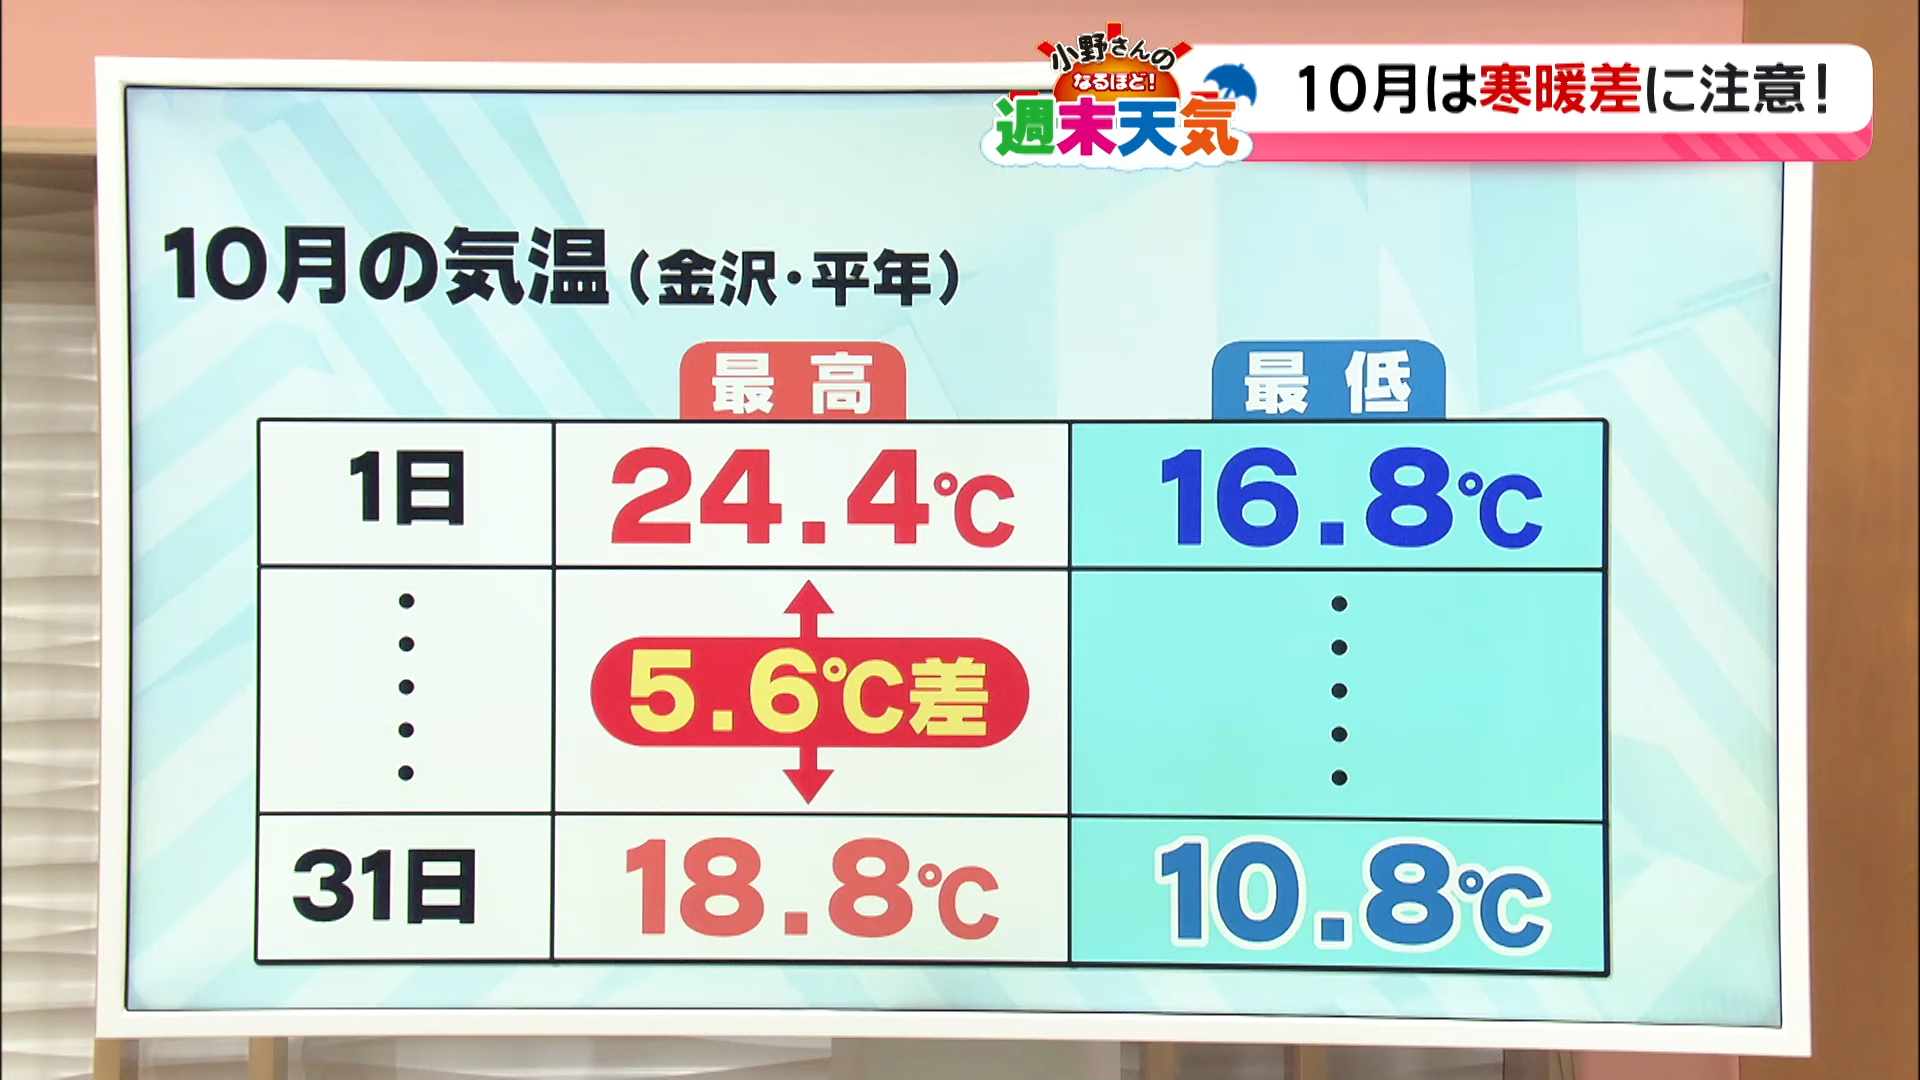 小野さんの
なるほど!
週末天気
10月は寒暖差に注意!
10月の気温(金沢・平年)
最高 最低
1日 24.4℃ 16.8℃
5.6℃差
31日 18.8℃ 10.8℃